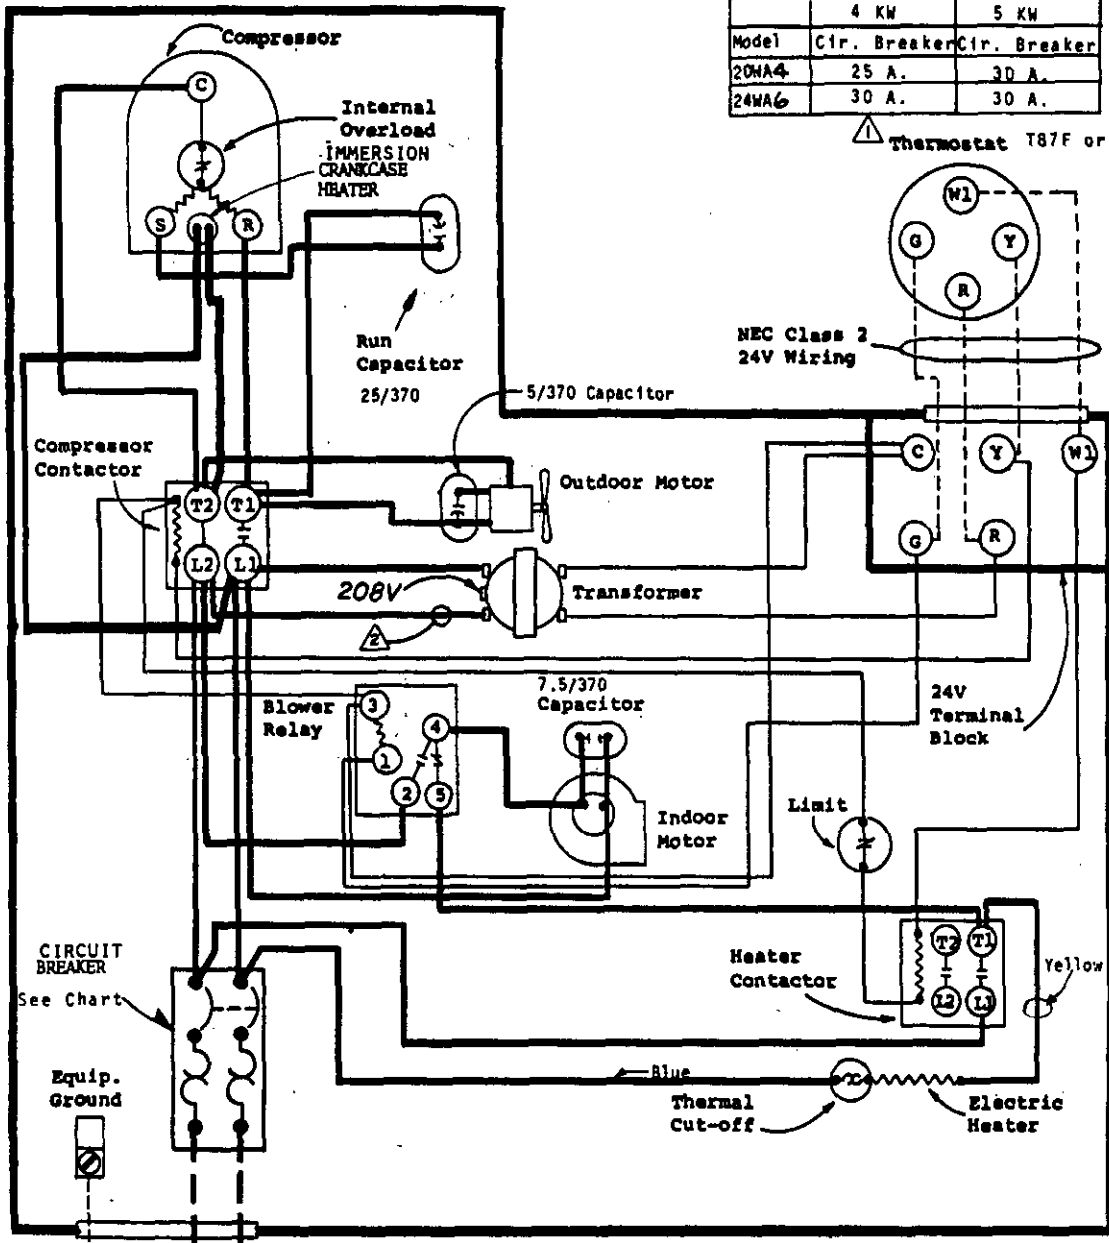 4 KW 5 KW
Model Cir. Breaker Cir. Breaker
20WA4 25 A. 30 A.
24WA6 30 A. 30 A.
1
Thermostat T87F or
Compressor
C
Internal
Overload
IMMERSION
CRANKCASE
HEATER
S
R
Run
Capacitor
25/370
W1
G
Y
R
NEC Class 2
24V Wiring
5/370 Capacitor
Compressor
Contactor
T2
T1
L2
L1
Outdoor Motor
C
Y
W1
G
R
208V
Transformer
2
24V
Terminal
Block
Blower
Relay
3
4
1
2
5
7.5/370
Capacitor
Indoor
Motor
Limit
CIRCUIT
BREAKER
See Chart
Heater
Contactor
T2
T1
L2
L1
Yellow
Equip.
Ground
Blue
Thermal
Cut-off
Electric
Heater